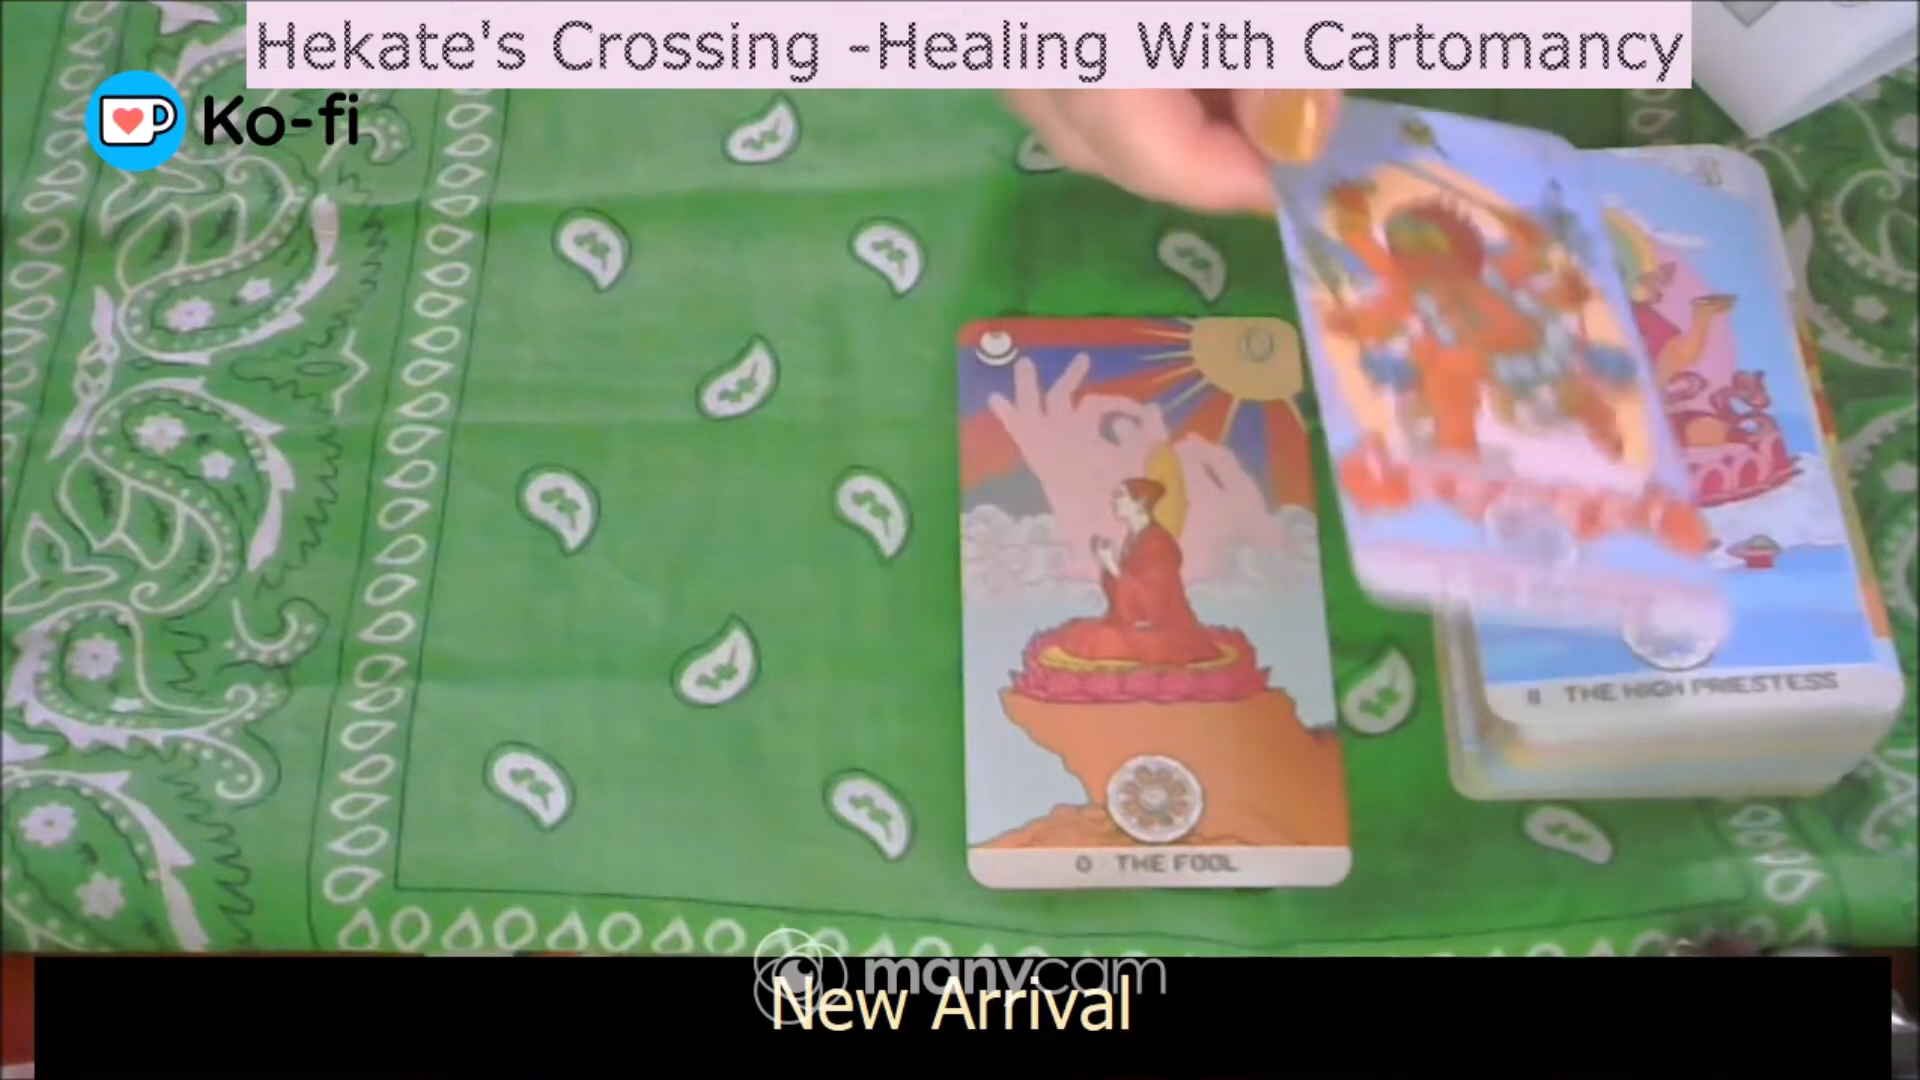 Hekate's Crossing -Healing With Cartomancy
Ko-fi
0 THE FOOL
II THE HIGH PRIESTESS
manycam
New Arrival